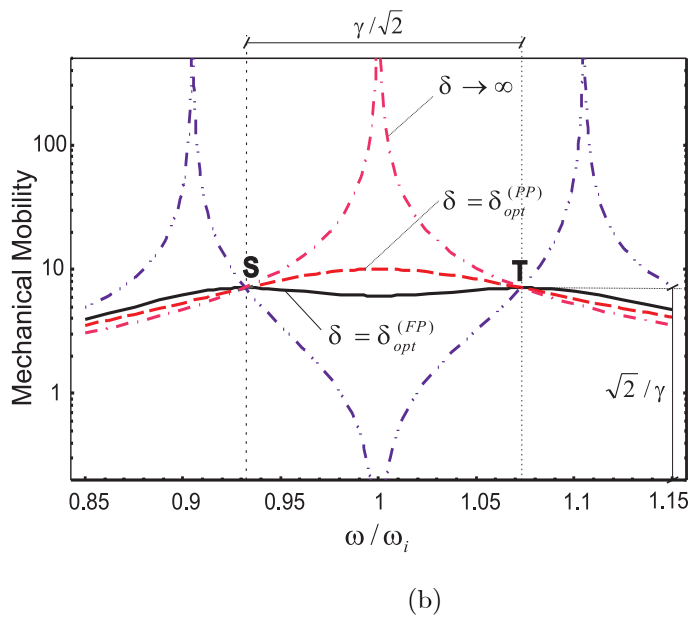 γ/√2
Mechanical Mobility
100
10
1
δ → ∞
δ = δ_opt^(PP)
S
T
δ = δ_opt^(FP)
√2/γ
0.85
0.9
0.95
1
1.05
1.1
1.15
ω/ω_i
(b)